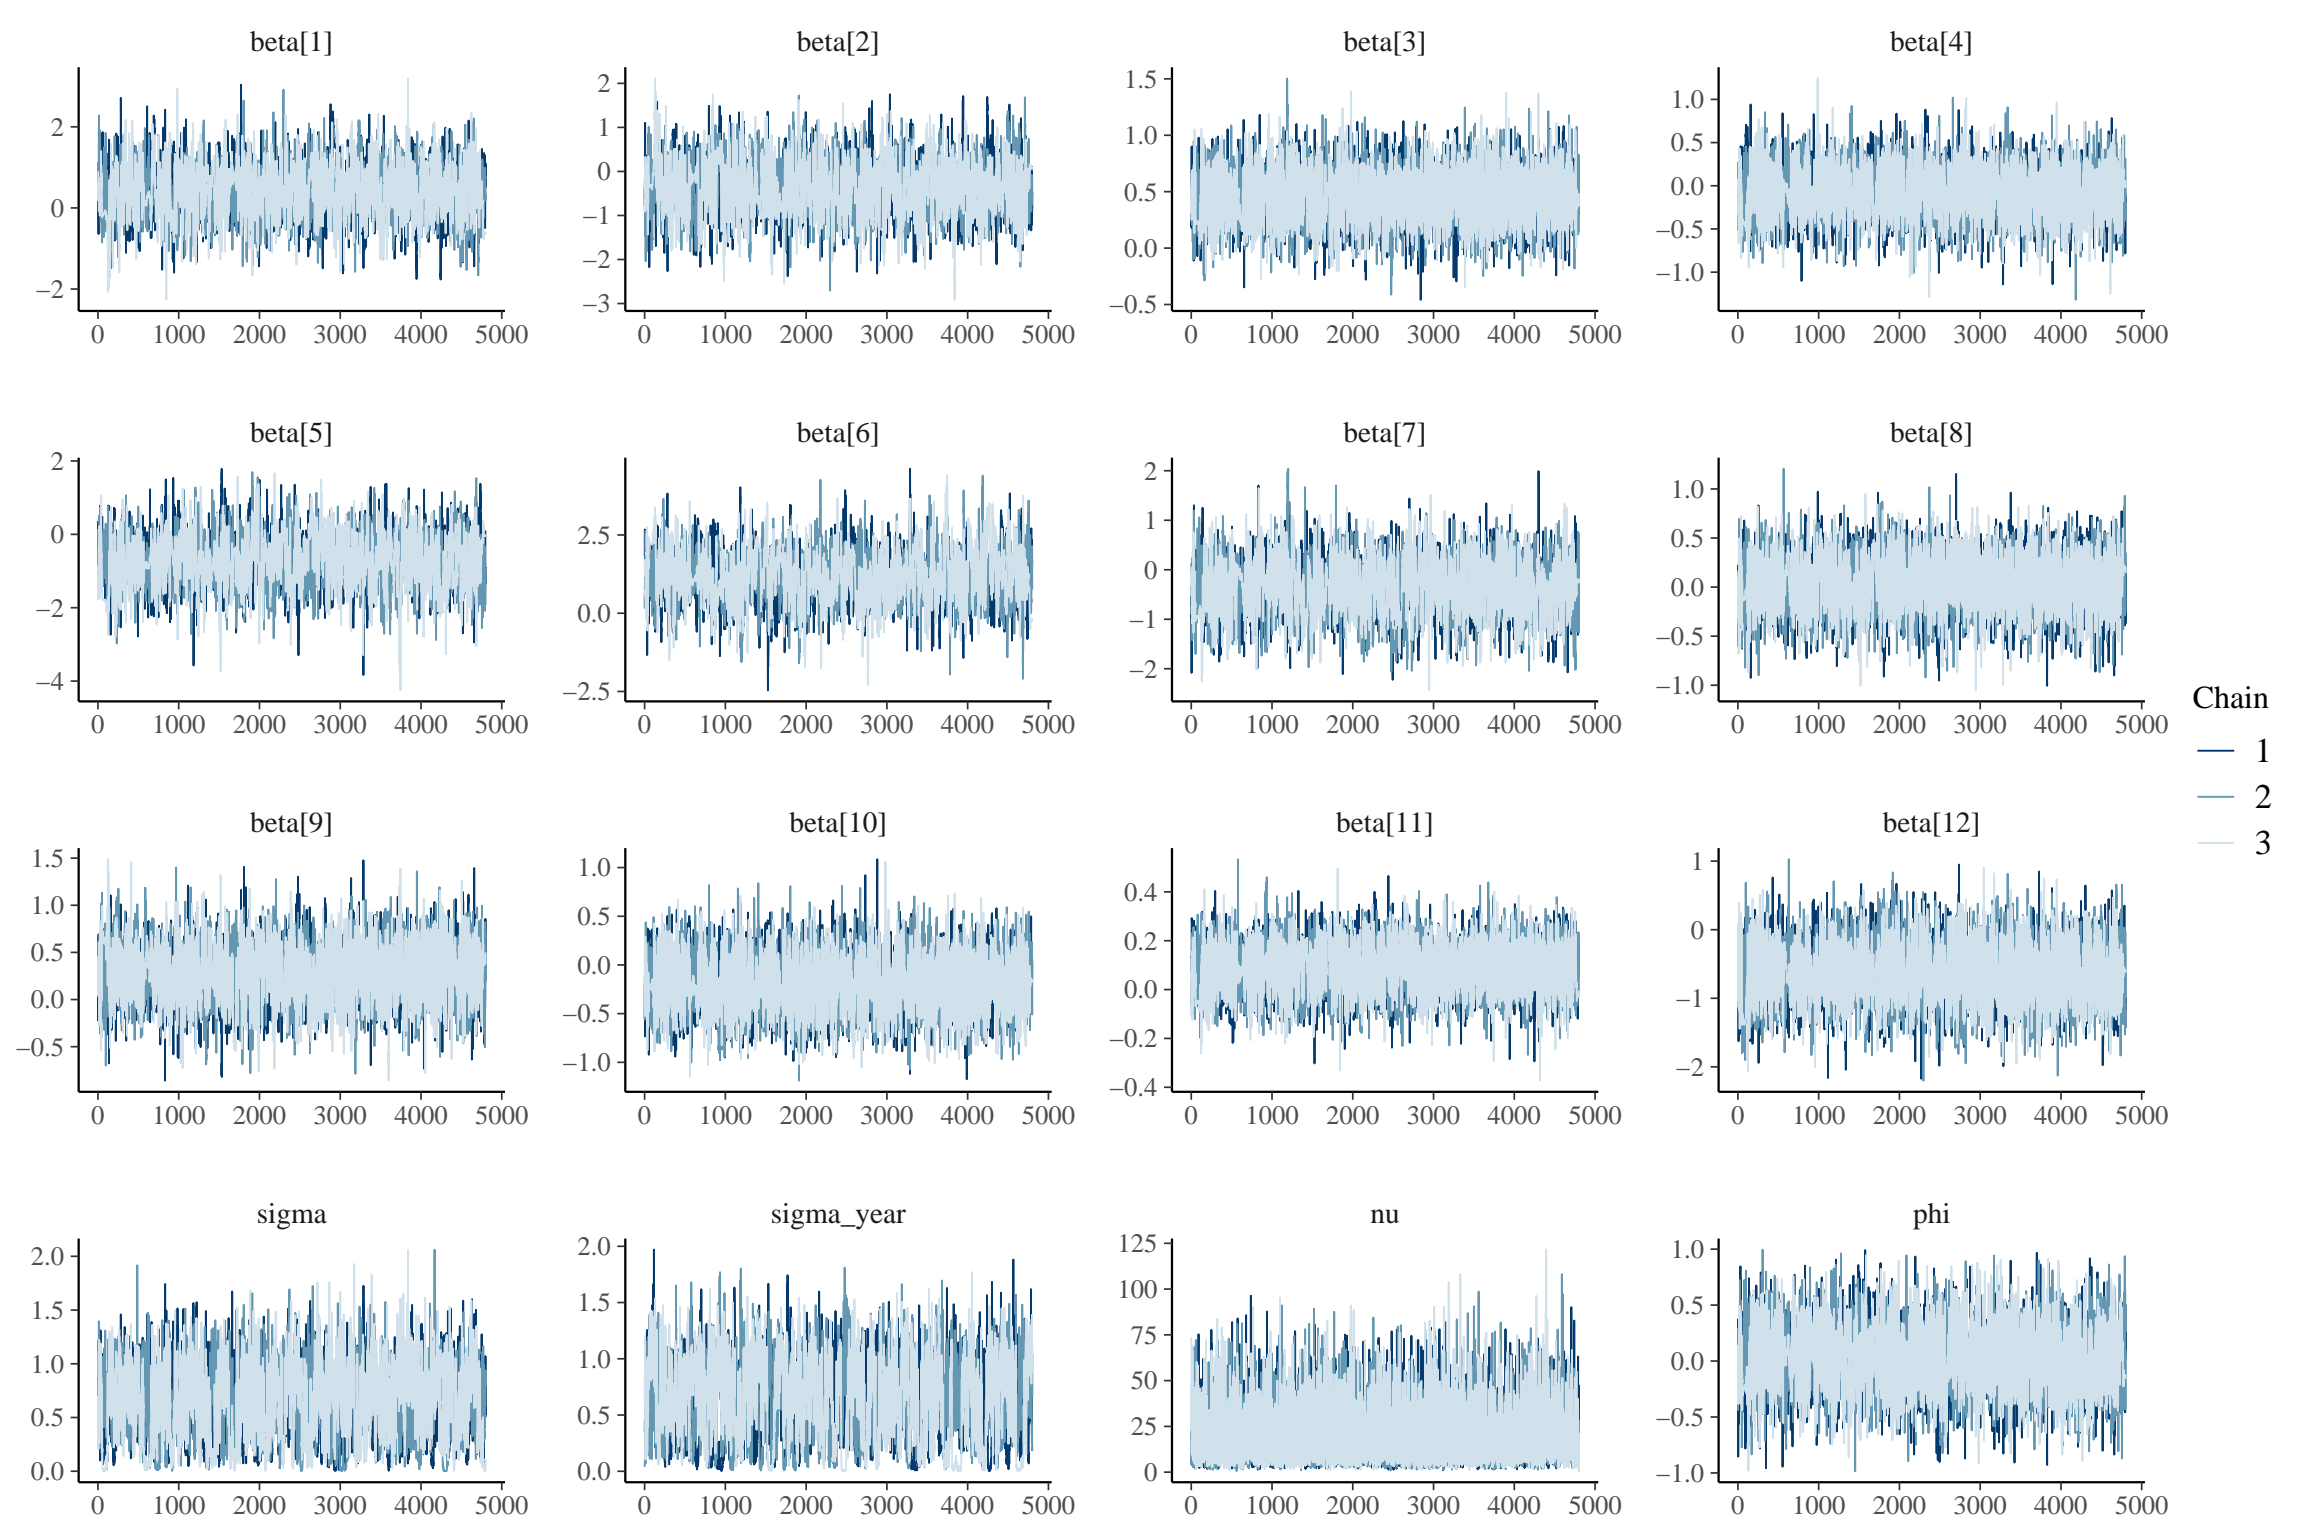 beta[1] beta[2] beta[3] beta[4]
2 2 1.5 1.0
0 1 1.0 0.5
–2 0 0.5 0.0
–1 0.0 –0.5
–2 –0.5 –1.0
–3
0 1000 2000 3000 4000 5000 0 1000 2000 3000 4000 5000 0 1000 2000 3000 4000 5000 0 1000 2000 3000 4000 5000
beta[5] beta[6] beta[7] beta[8]
2 2.5 2 1.0
0 0.0 1 0.5
–2 –2.5 0 0.0
–4 –1 –0.5
–2 –1.0
0 1000 2000 3000 4000 5000 0 1000 2000 3000 4000 5000 0 1000 2000 3000 4000 5000 0 1000 2000 3000 4000 5000
Chain
1
2
3
beta[9] beta[10] beta[11] beta[12]
1.5 1.0 0.4 1
1.0 0.5 0.2 0
0.5 0.0 0.0 –1
0.0 –0.5 –0.2 –2
–0.5 –1.0 –0.4
0 1000 2000 3000 4000 5000 0 1000 2000 3000 4000 5000 0 1000 2000 3000 4000 5000 0 1000 2000 3000 4000 5000
sigma sigma_year nu phi
2.0 2.0 125 1.0
1.5 1.5 100 0.5
1.0 1.0 75 0.0
0.5 0.5 50 –0.5
0.0 0.0 25 –1.0
0
0 1000 2000 3000 4000 5000 0 1000 2000 3000 4000 5000 0 1000 2000 3000 4000 5000 0 1000 2000 3000 4000 5000